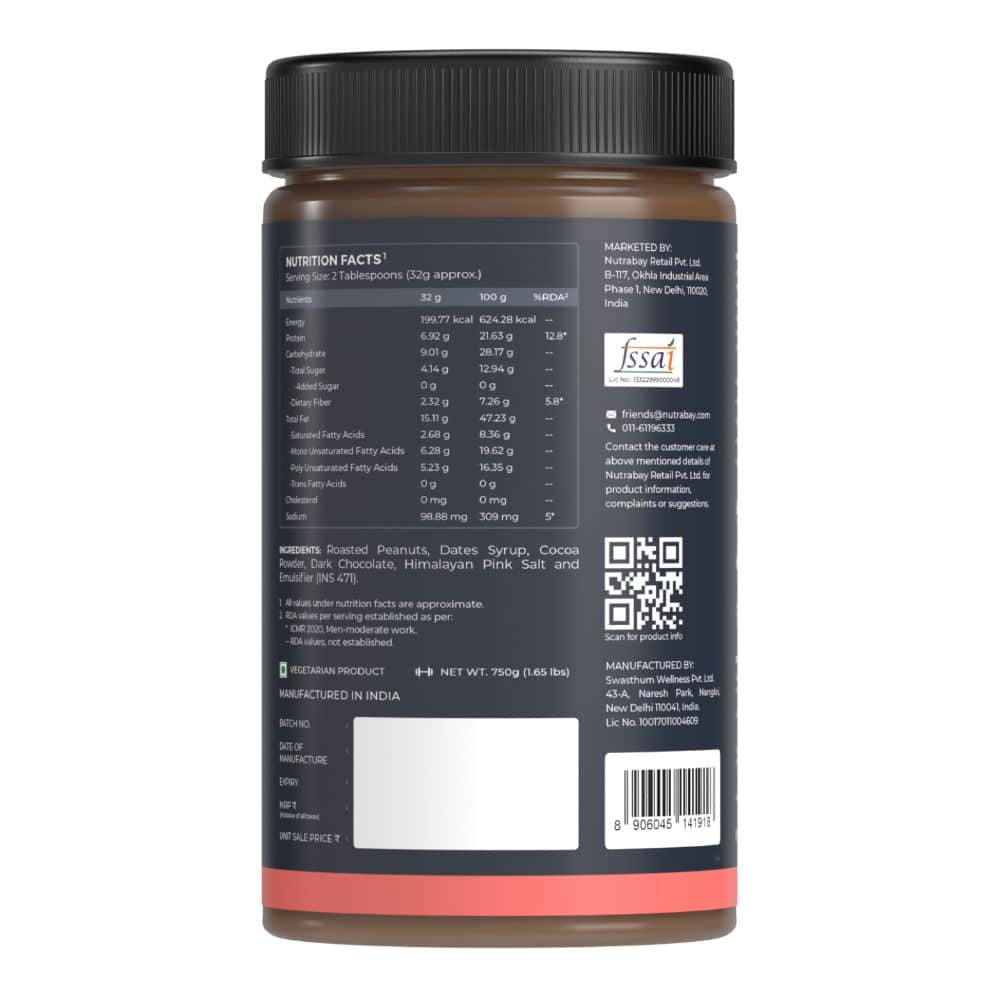 NUTRITION FACTS¹
Serving Size: 2 Tablespoons (32g approx.)
Nutrients 32 g 100 g %RDA²
Energy 199.77 kcal 624.28 kcal --
Protein 6.92 g 21.63 g 12.8*
Carbohydrate 9.01 g 28.17 g --
-Total Sugar 4.14 g 12.94 g --
-Added Sugar 0 g 0 g --
-Dietary Fiber 2.32 g 7.26 g 5.8*
Total Fat 15.11 g 47.23 g --
-Saturated Fatty Acids 2.68 g 8.36 g --
-Mono Unsaturated Fatty Acids 6.28 g 19.62 g --
-Poly Unsaturated Fatty Acids 5.23 g 16.35 g --
-Trans Fatty Acids 0 g 0 g --
Cholesterol 0 mg 0 mg --
Sodium 98.88 mg 309 mg 5*
INGREDIENTS: Roasted Peanuts, Dates Syrup, Cocoa
Powder, Dark Chocolate, Himalayan Pink Salt and
Emulsifier (INS 471).
1. All values under nutrition facts are approximate.
2. RDA values per serving established as per:
* ICMR 2020, Men-moderate work.
-- RDA values, not established.
VEGETARIAN PRODUCT NET WT. 750g (1.65 lbs)
MANUFACTURED IN INDIA
BATCH NO. :
DATE OF
MANUFACTURE :
EXPIRY :
MRP ₹ :
(Inclusive of all taxes)
UNIT SALE PRICE ₹ :
MARKETED BY:
Nutrabay Retail Pvt. Ltd.
B-117, Okhla Industrial Area
Phase 1, New Delhi, 110020,
India
fssai
Lic No.: 13322999000048
friends@nutrabay.com
011-61196333
Contact the customer care at
above mentioned details of
Nutrabay Retail Pvt. Ltd. for
product information,
complaints or suggestions.
Scan for product info
MANUFACTURED BY:
Swasthum Wellness Pvt. Ltd.
43-A, Naresh Park, Nangloi,
New Delhi 110041, India.
Lic No. 10017011004609
8 906045 141918